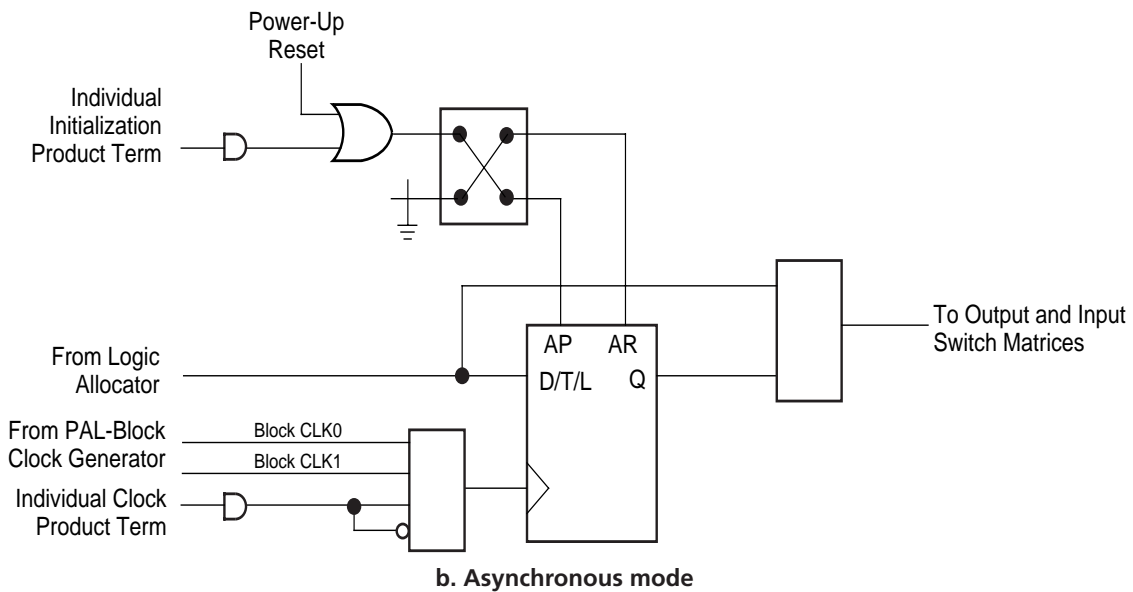 Power-Up
Reset
Individual
Initialization
Product Term
AP AR
D/T/L Q
To Output and Input
Switch Matrices
From Logic
Allocator
From PAL-Block
Clock Generator
Block CLK0
Block CLK1
Individual Clock
Product Term
b. Asynchronous mode